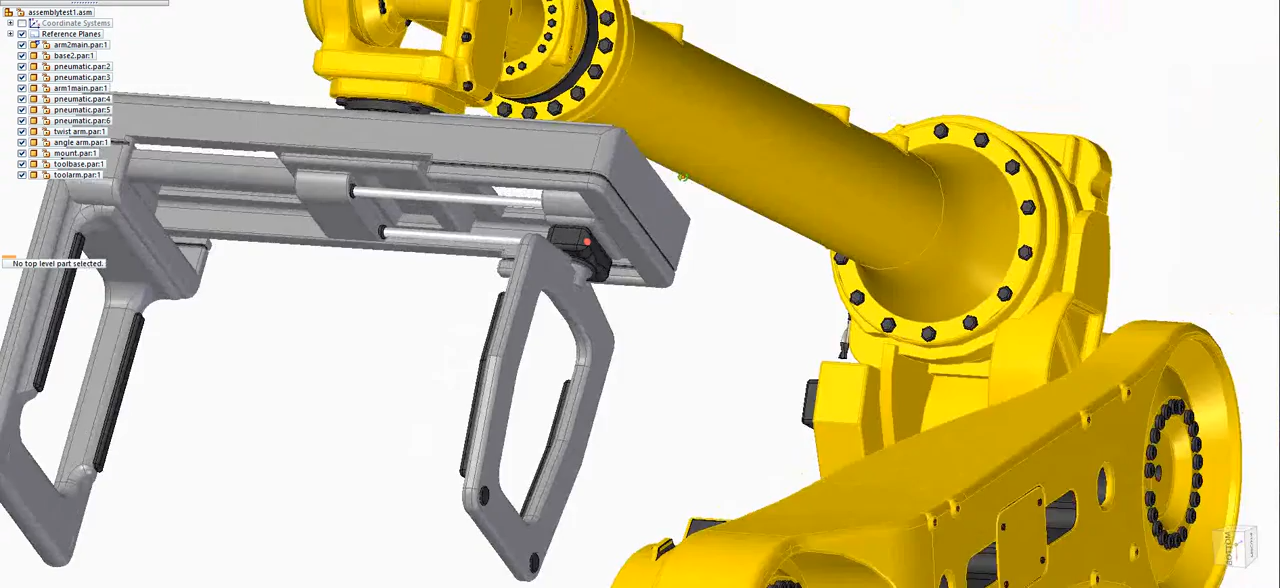 assemblytest1.asm
Coordinate Systems
Reference Planes
arm2main.par:1
base2.par:1
pneumatic.par:2
pneumatic.par:3
arm1main.par:1
pneumatic.par:4
pneumatic.par:5
pneumatic.par:6
twist arm.par:1
angle arm.par:1
mount.par:1
toolbase.par:1
toolarm.par:1
No top level part selected.
BOTTOM